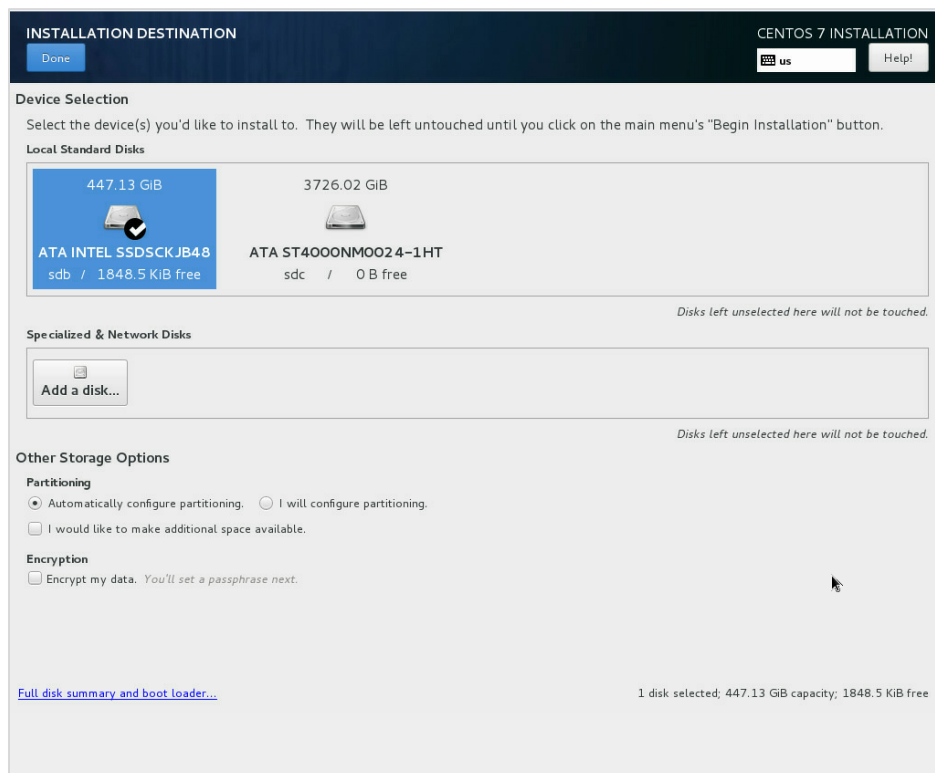 INSTALLATION DESTINATION
CENTOS 7 INSTALLATION
Done
us
Help!
Device Selection
Select the device(s) you'd like to install to. They will be left untouched until you click on the main menu's "Begin Installation" button.
Local Standard Disks
447.13 GiB
3726.02 GiB
ATA INTEL SSDSCKJB48
ATA ST4000NM0024-1HT
sdb / 1848.5 KiB free
sdc / 0 B free
Disks left unselected here will not be touched.
Specialized & Network Disks
Add a disk...
Disks left unselected here will not be touched.
Other Storage Options
Partitioning
Automatically configure partitioning. I will configure partitioning.
I would like to make additional space available.
Encryption
Encrypt my data. You'll set a passphrase next.
Full disk summary and boot loader...
1 disk selected; 447.13 GiB capacity; 1848.5 KiB free